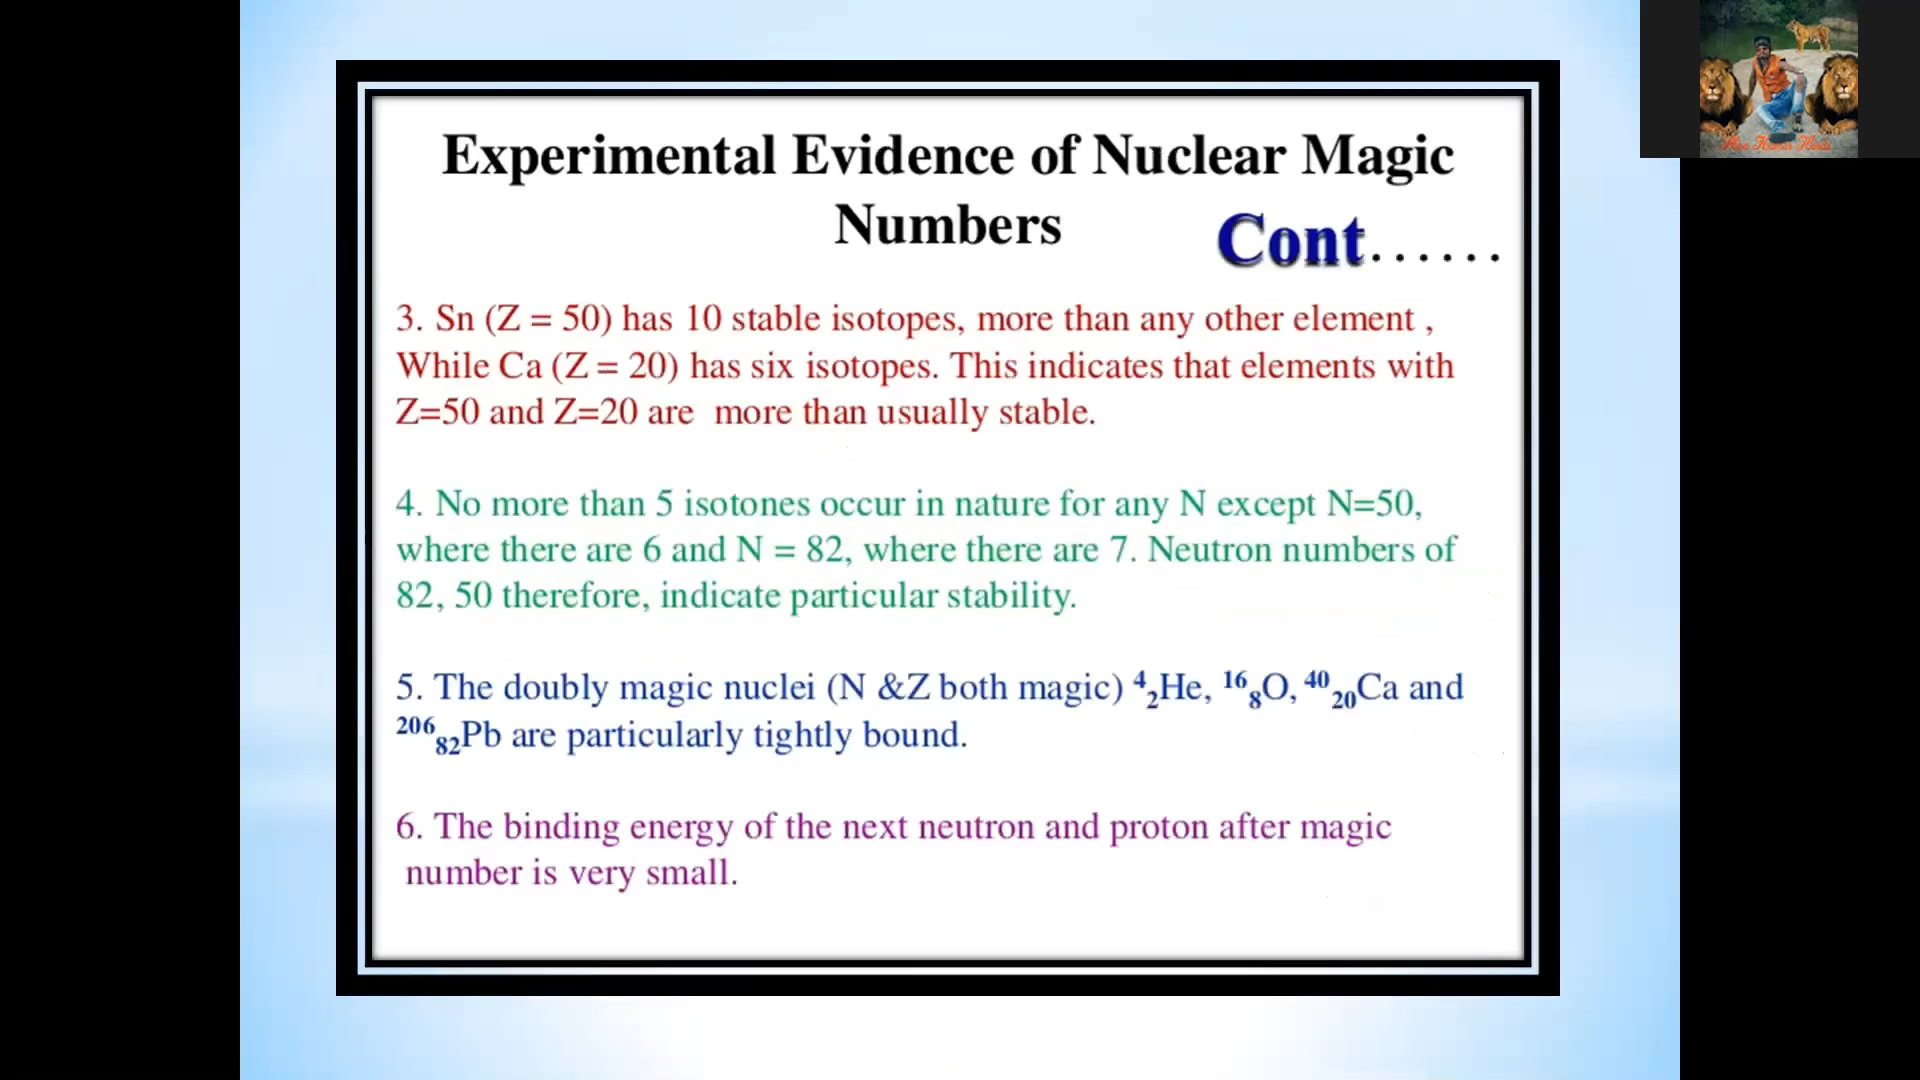 Experimental Evidence of Nuclear Magic
Numbers
Cont......
3. Sn (Z = 50) has 10 stable isotopes, more than any other element ,
While Ca (Z = 20) has six isotopes. This indicates that elements with
Z=50 and Z=20 are more than usually stable.
4. No more than 5 isotones occur in nature for any N except N=50,
where there are 6 and N = 82, where there are 7. Neutron numbers of
82, 50 therefore, indicate particular stability.
5. The doubly magic nuclei (N &Z both magic) ⁴₂He, ¹⁶₈O, ⁴⁰₂₀Ca and
²⁰⁶₈₂Pb are particularly tightly bound.
6. The binding energy of the next neutron and proton after magic
number is very small.